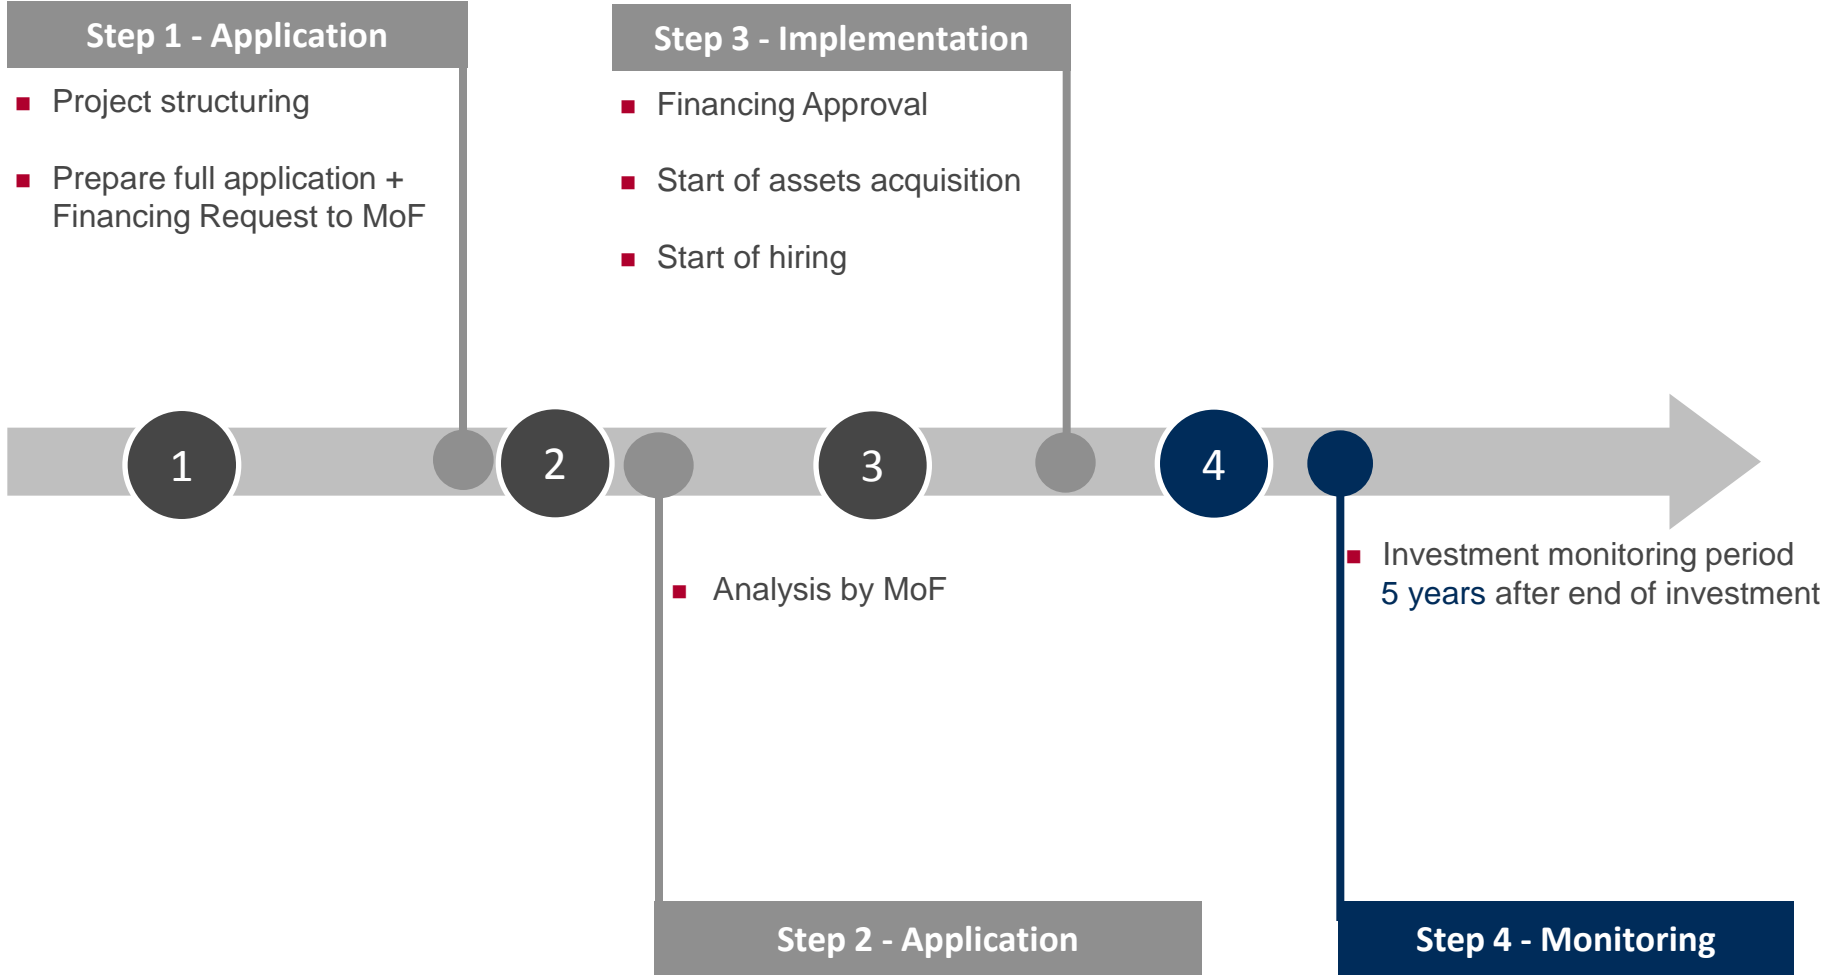 Step 1 - Application
Project structuring
Prepare full application +
Financing Request to MoF
Step 3 - Implementation
Financing Approval
Start of assets acquisition
Start of hiring
1
2
3
4
Analysis by MoF
Investment monitoring period
5 years after end of investment
Step 2 - Application
Step 4 - Monitoring